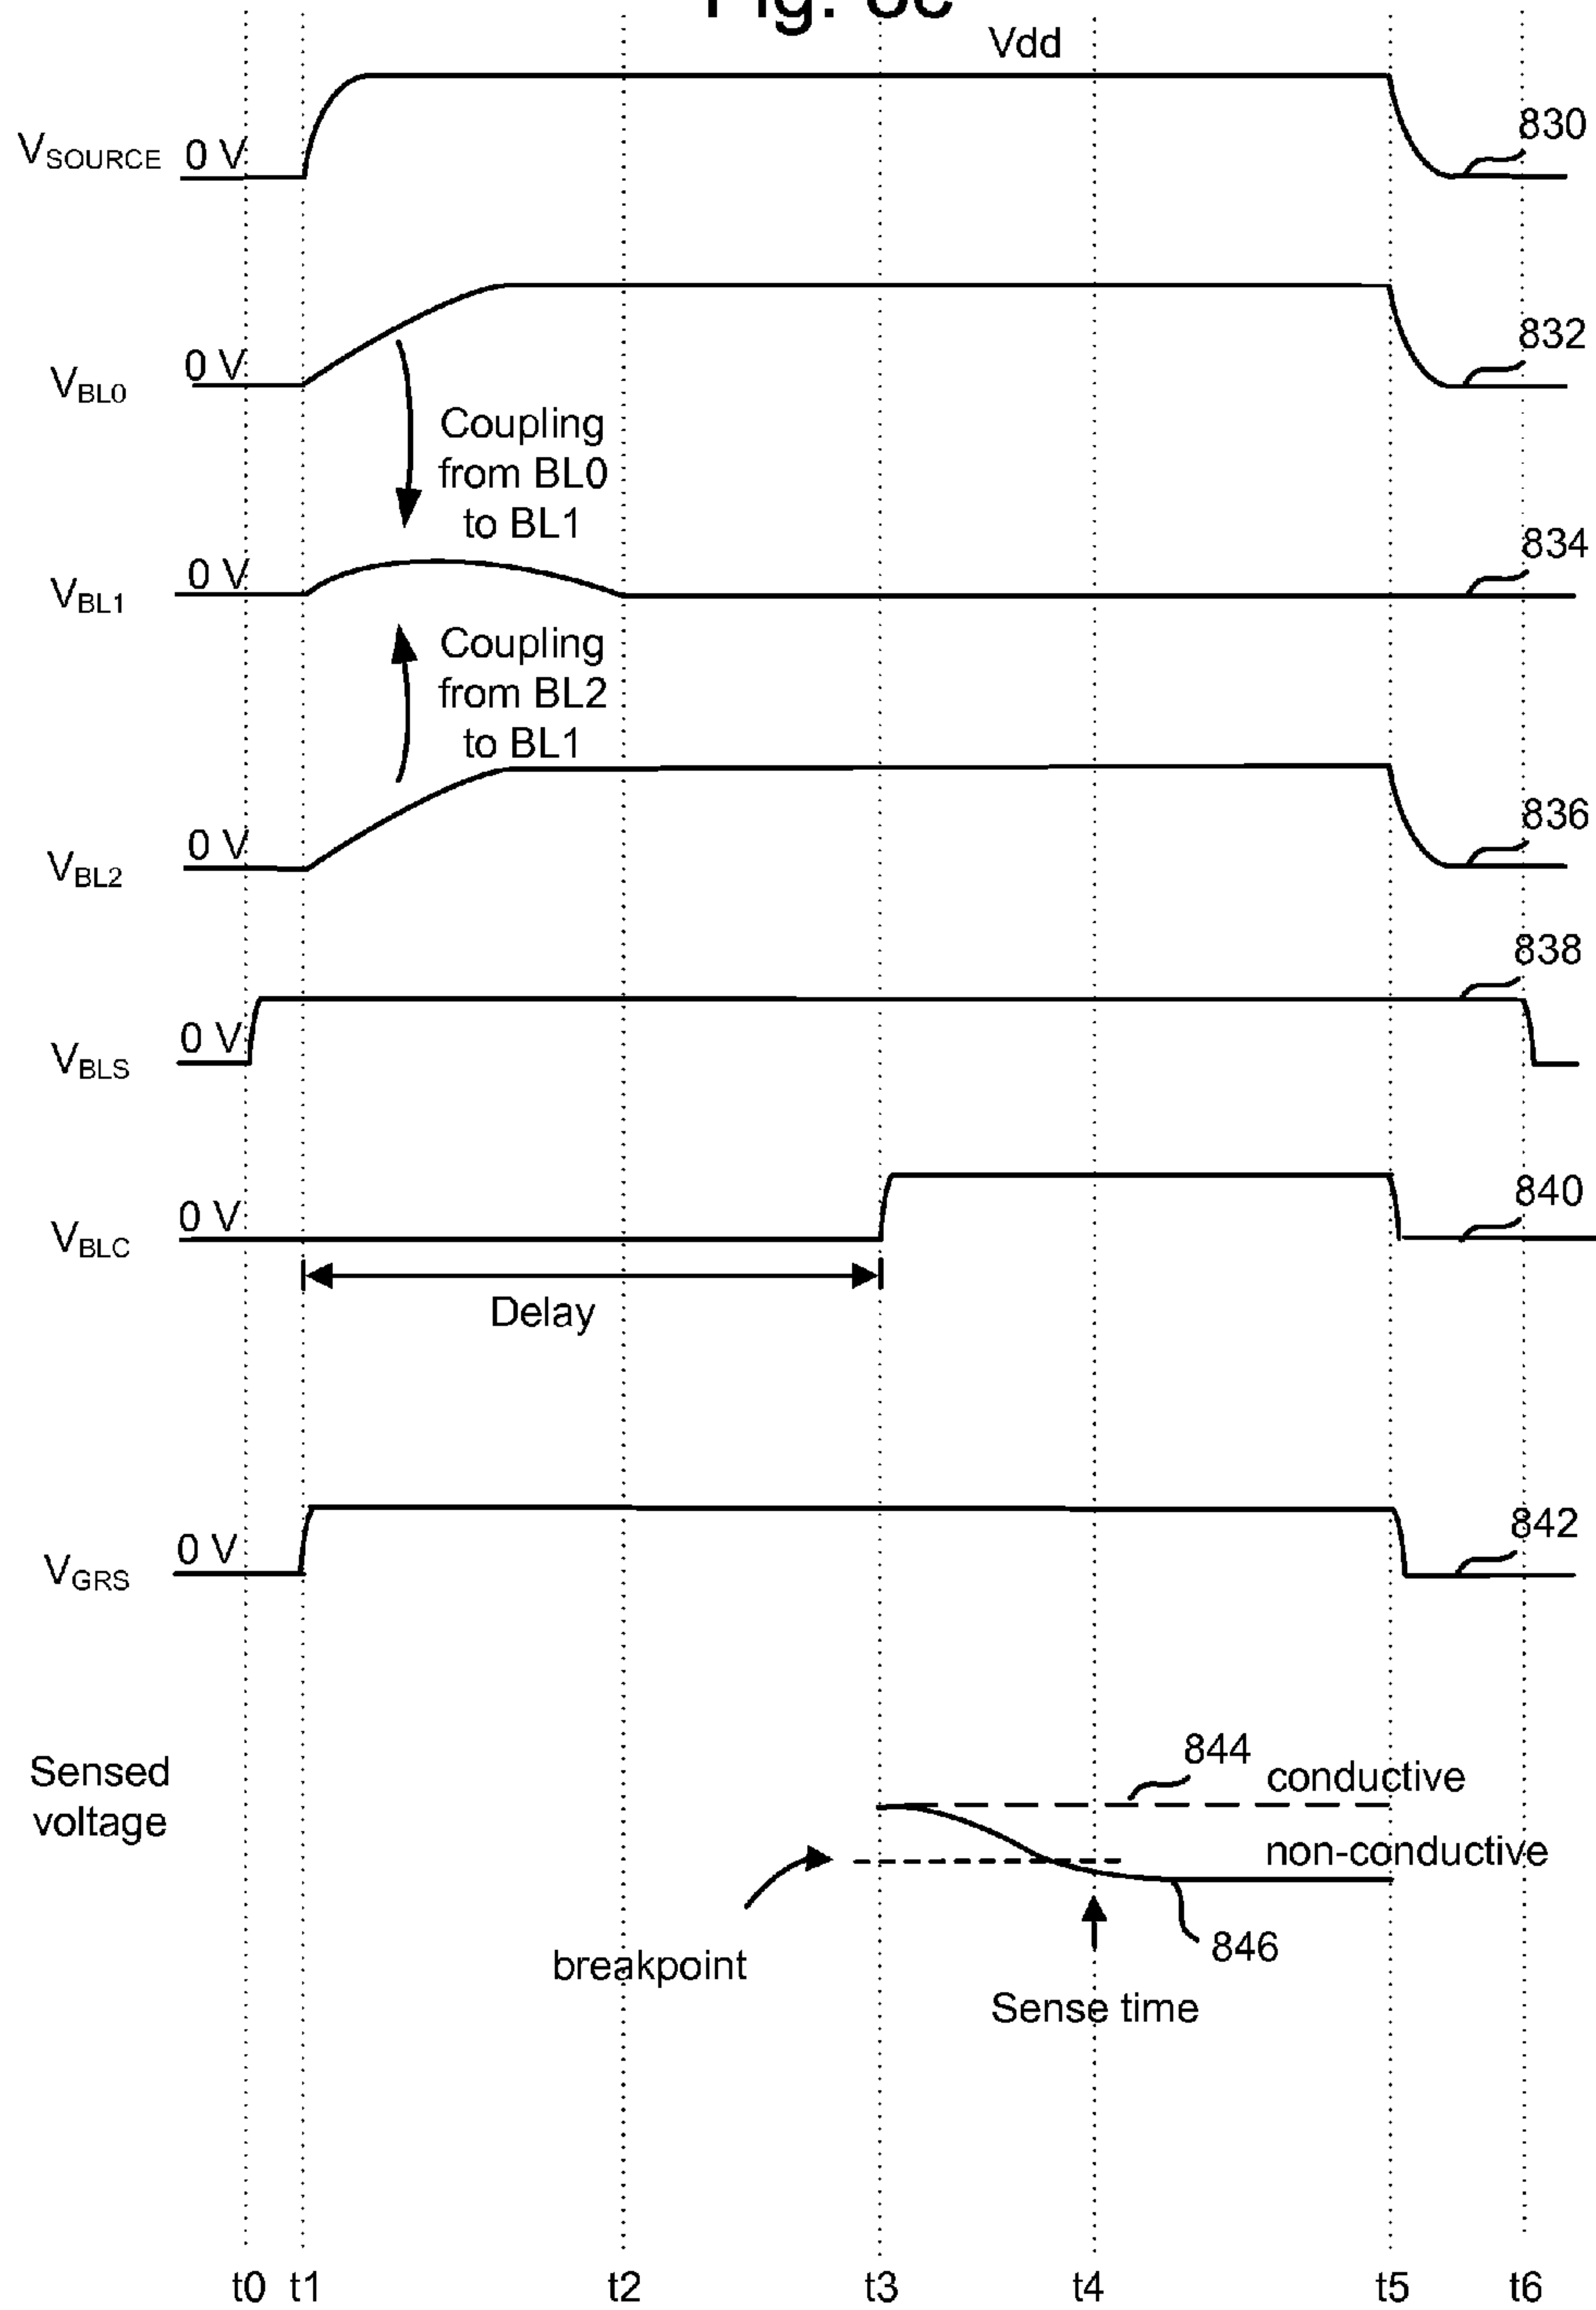 Fig. 8c
Vdd
VSOURCE 0 V 830
VBL0 0 V 832
Coupling
from BL0
to BL1
VBL1 0 V 834
Coupling
from BL2
to BL1
VBL2 0 V 836
VBLS 0 V 838
VBLC 0 V 840
Delay
VGRS 0 V 842
Sensed
voltage
844 conductive
non-conductive
breakpoint
846
Sense time
t0 t1 t2 t3 t4 t5 t6